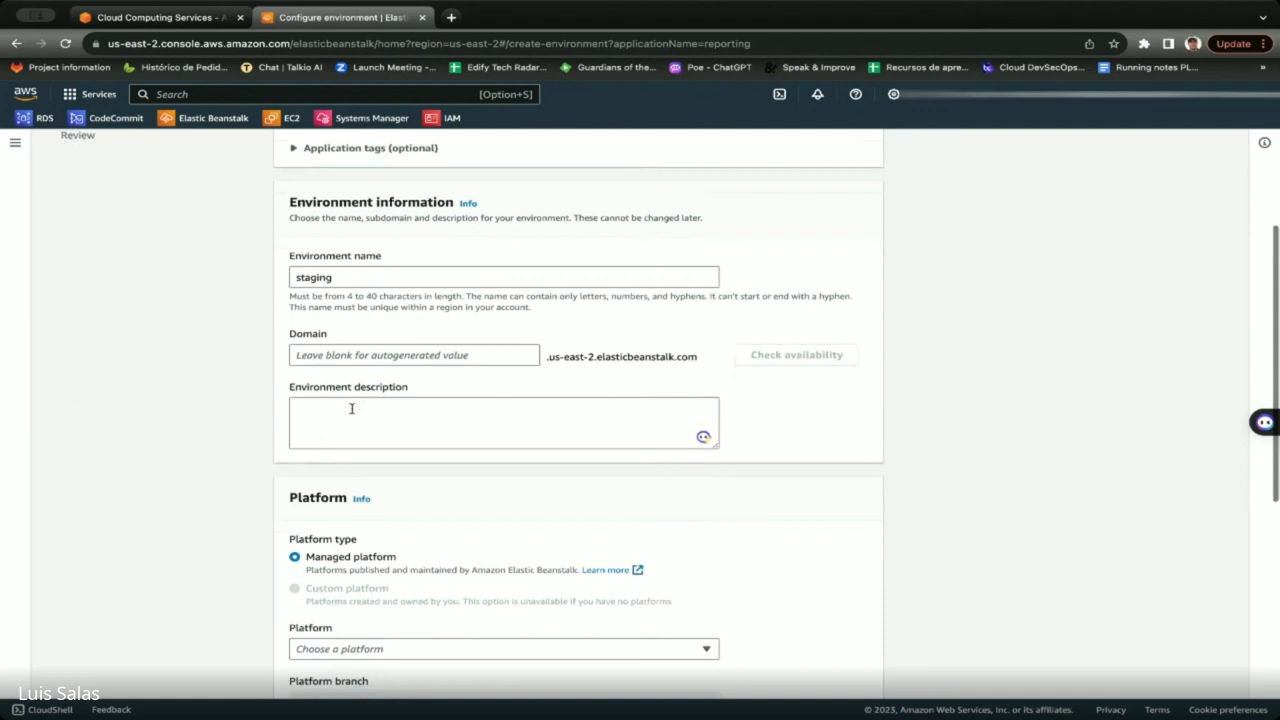 Cloud Computing Services - A
Configure environment | Elast
us-east-2.console.aws.amazon.com/elasticbeanstalk/home?region=us-east-2#/create-environment?applicationName=reporting
Update
Project information
Histórico de Pedid...
Chat | Talkio AI
Launch Meeting -...
Edify Tech Radar...
Guardians of the...
Poe - ChatGPT
Speak & Improve
Recursos de apre...
Cloud DevSecOps...
Running notes PL...
aws
Services
Search
[Option+S]
RDS
CodeCommit
Elastic Beanstalk
EC2
Systems Manager
IAM
Review
Application tags (optional)
Environment information Info
Choose the name, subdomain and description for your environment. These cannot be changed later.
Environment name
staging
Must be from 4 to 40 characters in length. The name can contain only letters, numbers, and hyphens. It can't start or end with a hyphen.
This name must be unique within a region in your account.
Domain
Leave blank for autogenerated value
.us-east-2.elasticbeanstalk.com
Check availability
Environment description
Platform Info
Platform type
Managed platform
Platforms published and maintained by Amazon Elastic Beanstalk. Learn more
Custom platform
Platforms created and owned by you. This option is unavailable if you have no platforms
Platform
Choose a platform
Platform branch
Luis Salas
CloudShell
Feedback
© 2023, Amazon Web Services, Inc. or its affiliates.
Privacy
Terms
Cookie preferences